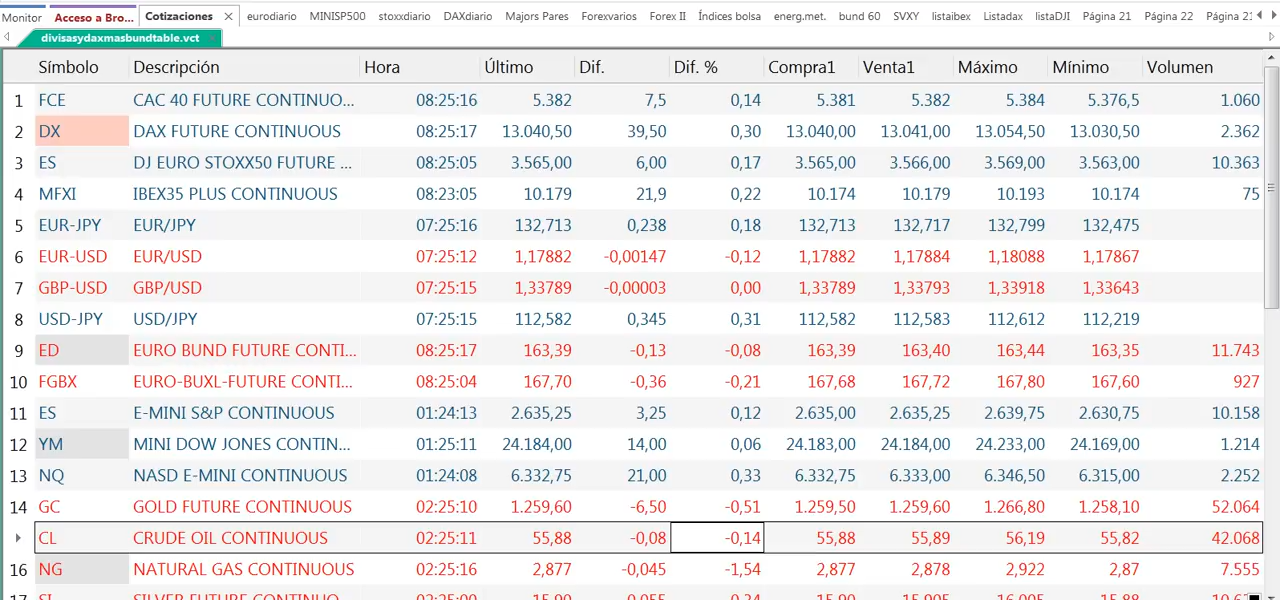 Monitor Acceso a Bro... Cotizaciones eurodiario MINISP500 stoxxdiario DAXdiario Majors Pares Forexvarios Forex II Índices bolsa energ.met. bund 60 SVXY listaibex Listadax listaDJI Página 21 Página 22 Página 21
divisasydaxmasbundtable.vct
Símbolo Descripción Hora Último Dif. Dif. % Compra1 Venta1 Máximo Mínimo Volumen
1 FCE CAC 40 FUTURE CONTINUO... 08:25:16 5.382 7,5 0,14 5.381 5.382 5.384 5.376,5 1.060
2 DX DAX FUTURE CONTINUOUS 08:25:17 13.040,50 39,50 0,30 13.040,00 13.041,00 13.054,50 13.030,50 2.362
3 ES DJ EURO STOXX50 FUTURE ... 08:25:05 3.565,00 6,00 0,17 3.565,00 3.566,00 3.569,00 3.563,00 10.363
4 MFXI IBEX35 PLUS CONTINUOUS 08:23:05 10.179 21,9 0,22 10.174 10.179 10.193 10.174 75
5 EUR-JPY EUR/JPY 07:25:16 132,713 0,238 0,18 132,713 132,717 132,799 132,475
6 EUR-USD EUR/USD 07:25:12 1,17882 -0,00147 -0,12 1,17882 1,17884 1,18088 1,17867
7 GBP-USD GBP/USD 07:25:15 1,33789 -0,00003 0,00 1,33789 1,33793 1,33918 1,33643
8 USD-JPY USD/JPY 07:25:15 112,582 0,345 0,31 112,582 112,583 112,612 112,219
9 ED EURO BUND FUTURE CONTI... 08:25:17 163,39 -0,13 -0,08 163,39 163,40 163,44 163,35 11.743
10 FGBX EURO-BUXL-FUTURE CONTI... 08:25:04 167,70 -0,36 -0,21 167,68 167,72 167,80 167,60 927
11 ES E-MINI S&P CONTINUOUS 01:24:13 2.635,25 3,25 0,12 2.635,00 2.635,25 2.639,75 2.630,75 10.158
12 YM MINI DOW JONES CONTIN... 01:25:11 24.184,00 14,00 0,06 24.183,00 24.184,00 24.233,00 24.169,00 1.214
13 NQ NASD E-MINI CONTINUOUS 01:24:08 6.332,75 21,00 0,33 6.332,75 6.333,00 6.346,50 6.315,00 2.252
14 GC GOLD FUTURE CONTINUOUS 02:25:10 1.259,60 -6,50 -0,51 1.259,50 1.259,60 1.266,80 1.258,10 52.064
CL CRUDE OIL CONTINUOUS 02:25:11 55,88 -0,08 -0,14 55,88 55,89 56,19 55,82 42.068
16 NG NATURAL GAS CONTINUOUS 02:25:16 2,877 -0,045 -1,54 2,877 2,878 2,922 2,87 7.555
17 SI SILVER FUTURE CONTINUO